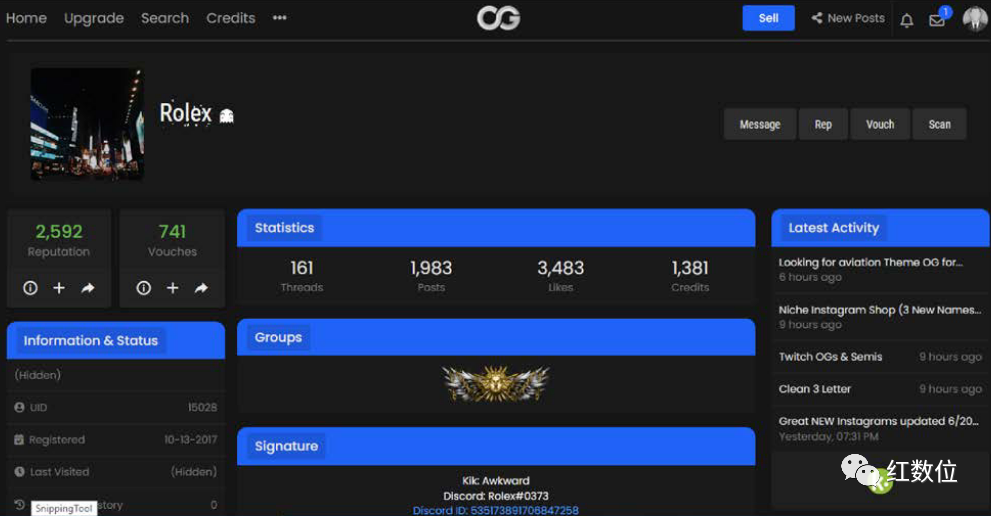 Home Upgrade Search Credits •••
OG
Sell New Posts 1
Rolex
Message Rep Vouch Scan
2,592
Reputation
741
Vouches
Statistics
161 1,983 3,483 1,381
Threads Posts Likes Credits
Information & Status
(Hidden)
UID 15028
Registered 10-13-2017
Last Visited (Hidden)
story 0
SnippingTool
Groups
Signature
Kik: Awkward
Discord: Rolex#0373
Discord ID: 535173891706847258
Latest Activity
Looking for aviation Theme OG for...
6 hours ago
Niche Instagram Shop (3 New Names...
9 hours ago
Twitch OGs & Semis 9 hours ago
Clean 3 Letter 9 hours ago
Great NEW Instagrams updated 6/20...
Yesterday, 07:31 PM
红数位